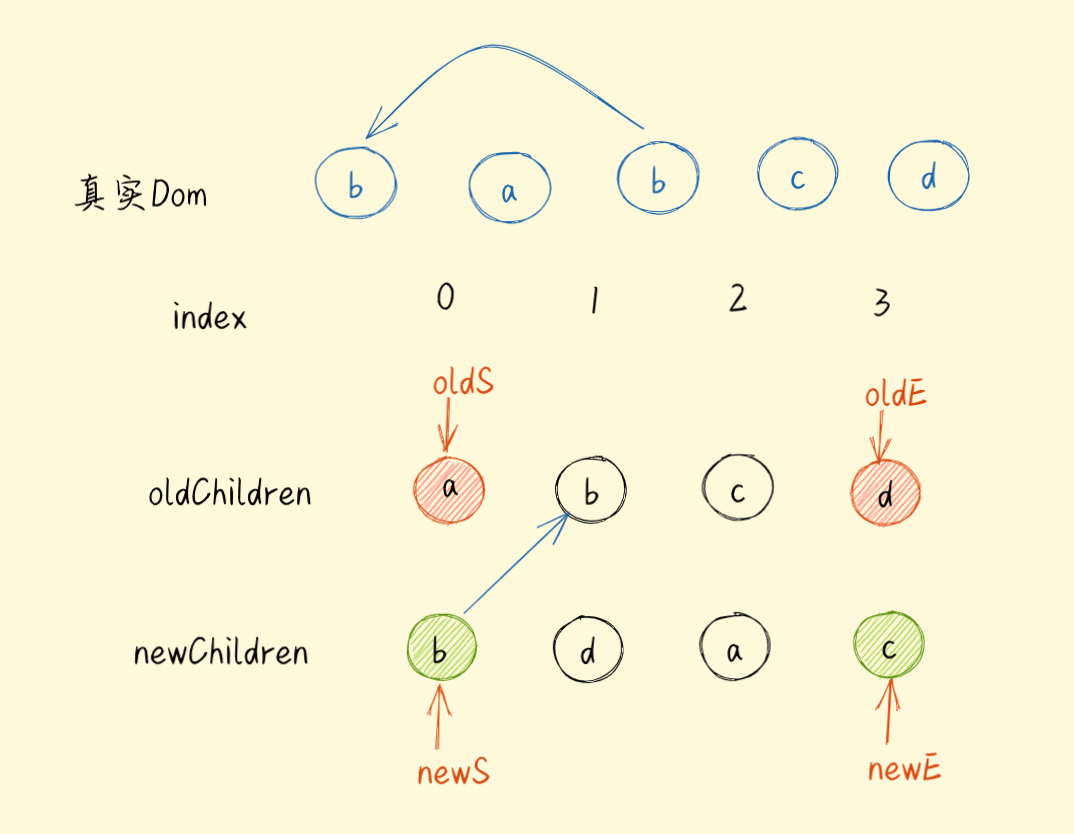 真实Dom b a b c d
index 0 1 2 3
oldS oldE
oldChildren a b c d
newChildren b d a c
newS newE